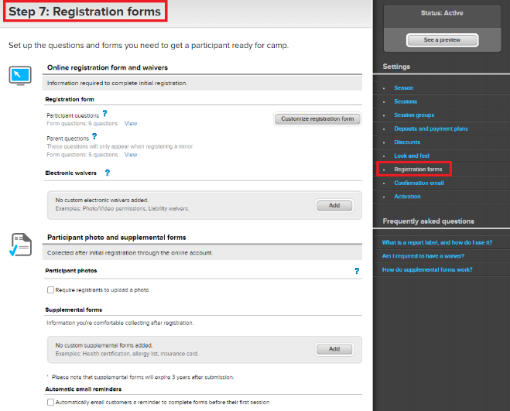 Step 7: Registration forms
Set up the questions and forms you need to get a participant ready for camp.
Online registration form and waivers
Information required to complete initial registration.
Registration form
Participant questions ?
Form questions: 6 questions View
Customize registration form
Parent questions ?
These questions will only appear when registering a minor
Form questions: 6 questions View
Electronic waivers ?
No custom electronic waivers added.
Examples: Photo/Video permissions, Liability waivers.
Add
Participant photo and supplemental forms
Collected after initial registration through the online account.
Participant photos ?
Require registrants to upload a photo
Supplemental forms
Information you're comfortable collecting after registration.
No custom supplemental forms added.
Examples: Health certification, allergy list, insurance card.
Add
* Please note that supplemental forms will expire 3 years after submission.
Automatic email reminders
Automatically email customers a reminder to complete forms before their first session
Status: Active
See a preview
Settings
Season
Sessions
Session groups
Deposits and payment plans
Discounts
Look and feel
Registration forms
Confirmation email
Activation
Frequently asked questions
What is a report label, and how do I use it?
Am I required to have a waiver?
How do supplemental forms work?